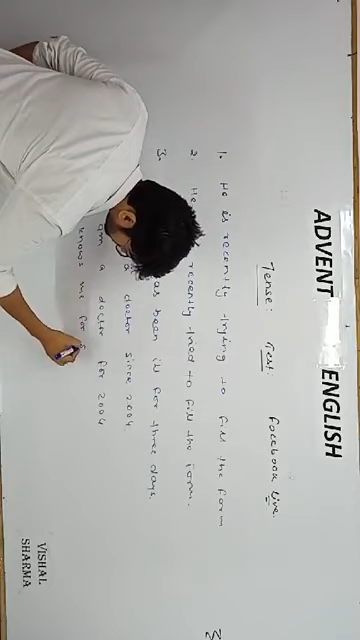 ADVENT ENGLISH
Tense: Test: Facebook live.
1. He is recently trying to fill the form
2. He recently tried to fill the form.
3. as been ill for three days.
a doctor since 2004
am a doctor for 2004
knows me for
VISHAL
SHARMA